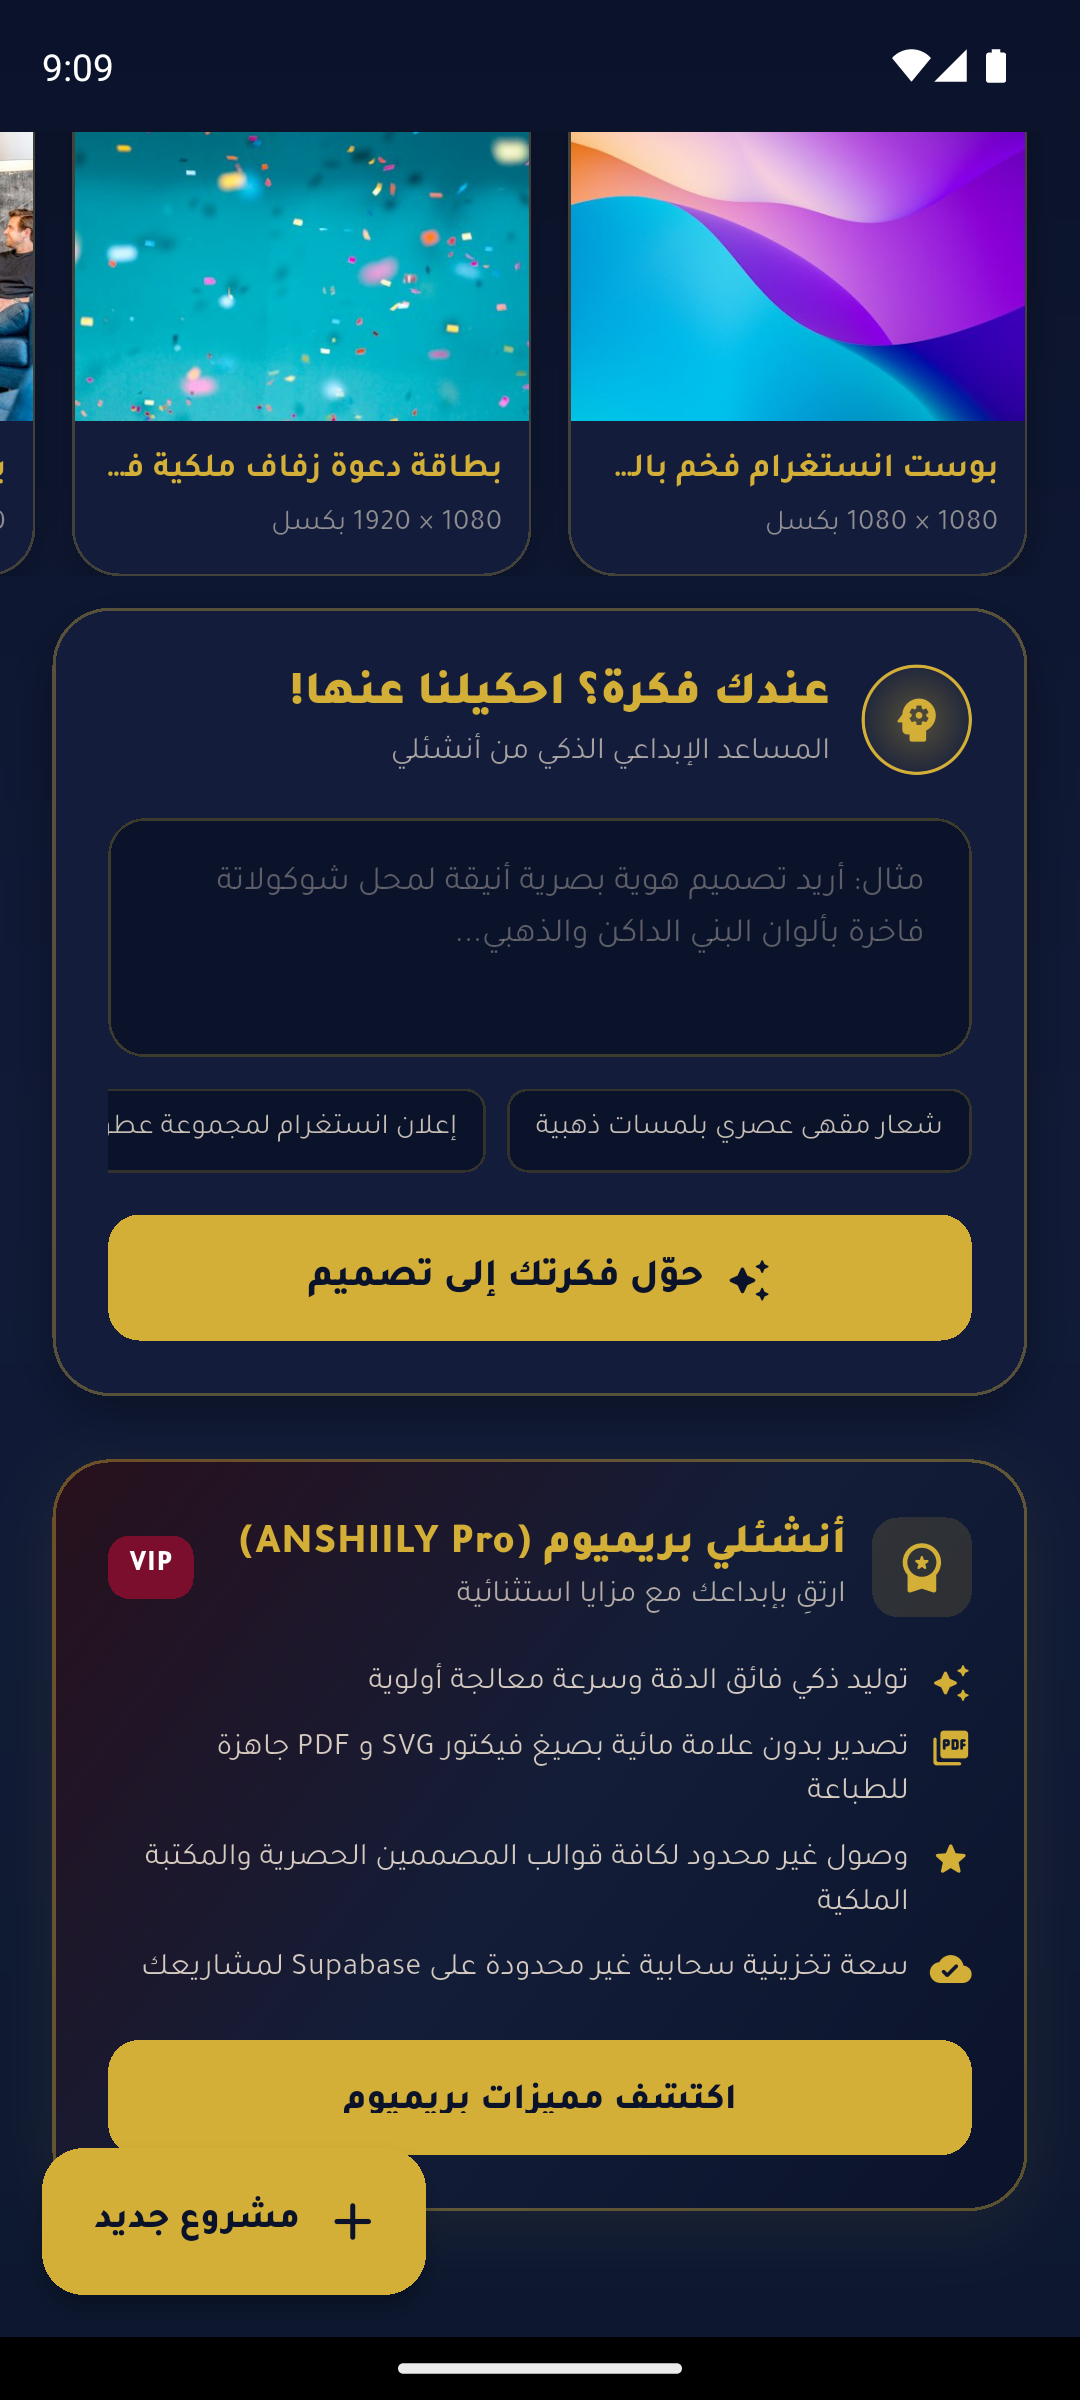 9:09
بوست انستغرام فخم بالـ...
1080 × 1080 بكسل
بطاقة دعوة زفاف ملكية فـ...
1080 × 1920 بكسل
عندك فكرة؟ احكيلنا عنها!
المساعد الإبداعي الذكي من أنشئلي
مثال: أريد تصميم هوية بصرية أنيقة لمحل شوكولاتة
فاخرة بألوان البني الداكن والذهبي...
شعار مقهى عصري بلمسات ذهبية
إعلان انستغرام لمجموعة
حوّل فكرتك إلى تصميم
أنشئلي بريميوم (ANSHIILY Pro)
VIP
ارتقِ بإبداعك مع مزايا استثنائية
توليد ذكي فائق الدقة وسرعة معالجة أولوية
تصدير بدون علامة مائية بصيغ فيكتور SVG و PDF جاهزة
للطباعة
PDF
وصول غير محدود لكافة قوالب المصممين الحصرية والمكتبة
الملكية
سعة تخزينية سحابية غير محدودة على Supabase لمشاريعك
اكتشف مميزات بريميوم
مشروع جديد